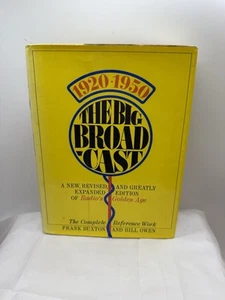 1920-1950
THE BIG
BROAD
-CAST
A NEW, REVISED AND GREATLY
EXPANDED EDITION
OF Radio's Golden Age
The Complete Reference Work
FRANK BUXTON AND BILL OWEN